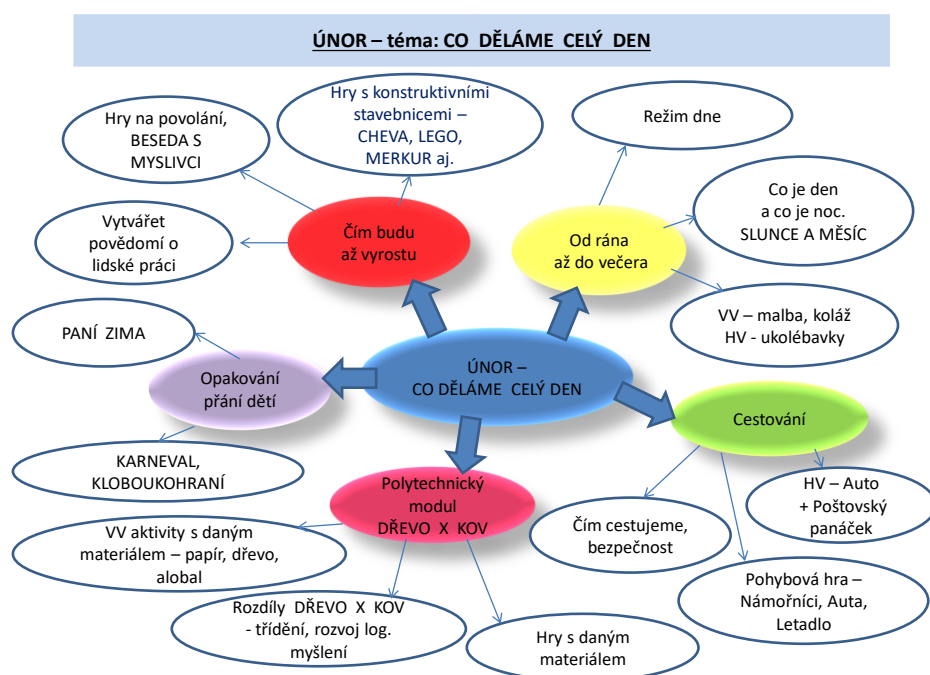 ÚNOR – téma: CO DĚLÁME CELÝ DEN
Hry na povolání,
BESEDA S
MYSLIVCI
Hry s konstruktivními
stavebnicemi –
CHEVA, LEGO,
MERKUR aj.
Režim dne
Co je den
a co je noc.
SLUNCE A MĚSÍC
Vytvářet
povědomí o
lidské práci
Čím budu
až vyrostu
Od rána
až do večera
VV – malba, koláž
HV - ukolébavky
PANÍ ZIMA
Opakování
přání dětí
ÚNOR –
CO DĚLÁME CELÝ DEN
Cestování
KARNEVAL,
KLOBOUKOHRANÍ
Polytechnický
modul
DŘEVO X KOV
HV – Auto
+ Poštovský
panáček
VV aktivity s daným
materiálem – papír, dřevo,
alobal
Čím cestujeme,
bezpečnost
Rozdíly DŘEVO X KOV
- třídění, rozvoj log.
myšlení
Hry s daným
materiálem
Pohybová hra –
Námořníci, Auta,
Letadlo